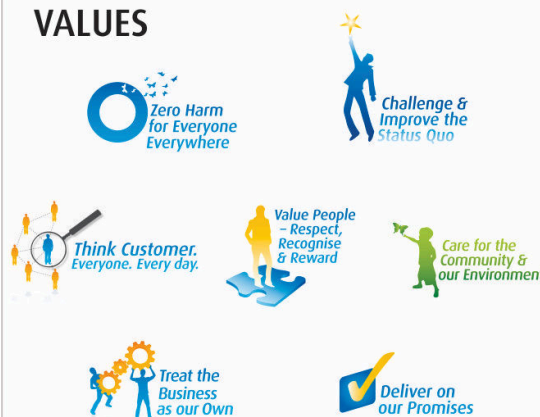 VALUES
Zero Harm
for Everyone
Everywhere
Challenge &
Improve the
Status Quo
Think Customer.
Everyone. Every day.
Value People
– Respect,
Recognise
& Reward
Care for the
Community &
our Environmen
Treat the
Business
as our Own
Deliver on
our Promises